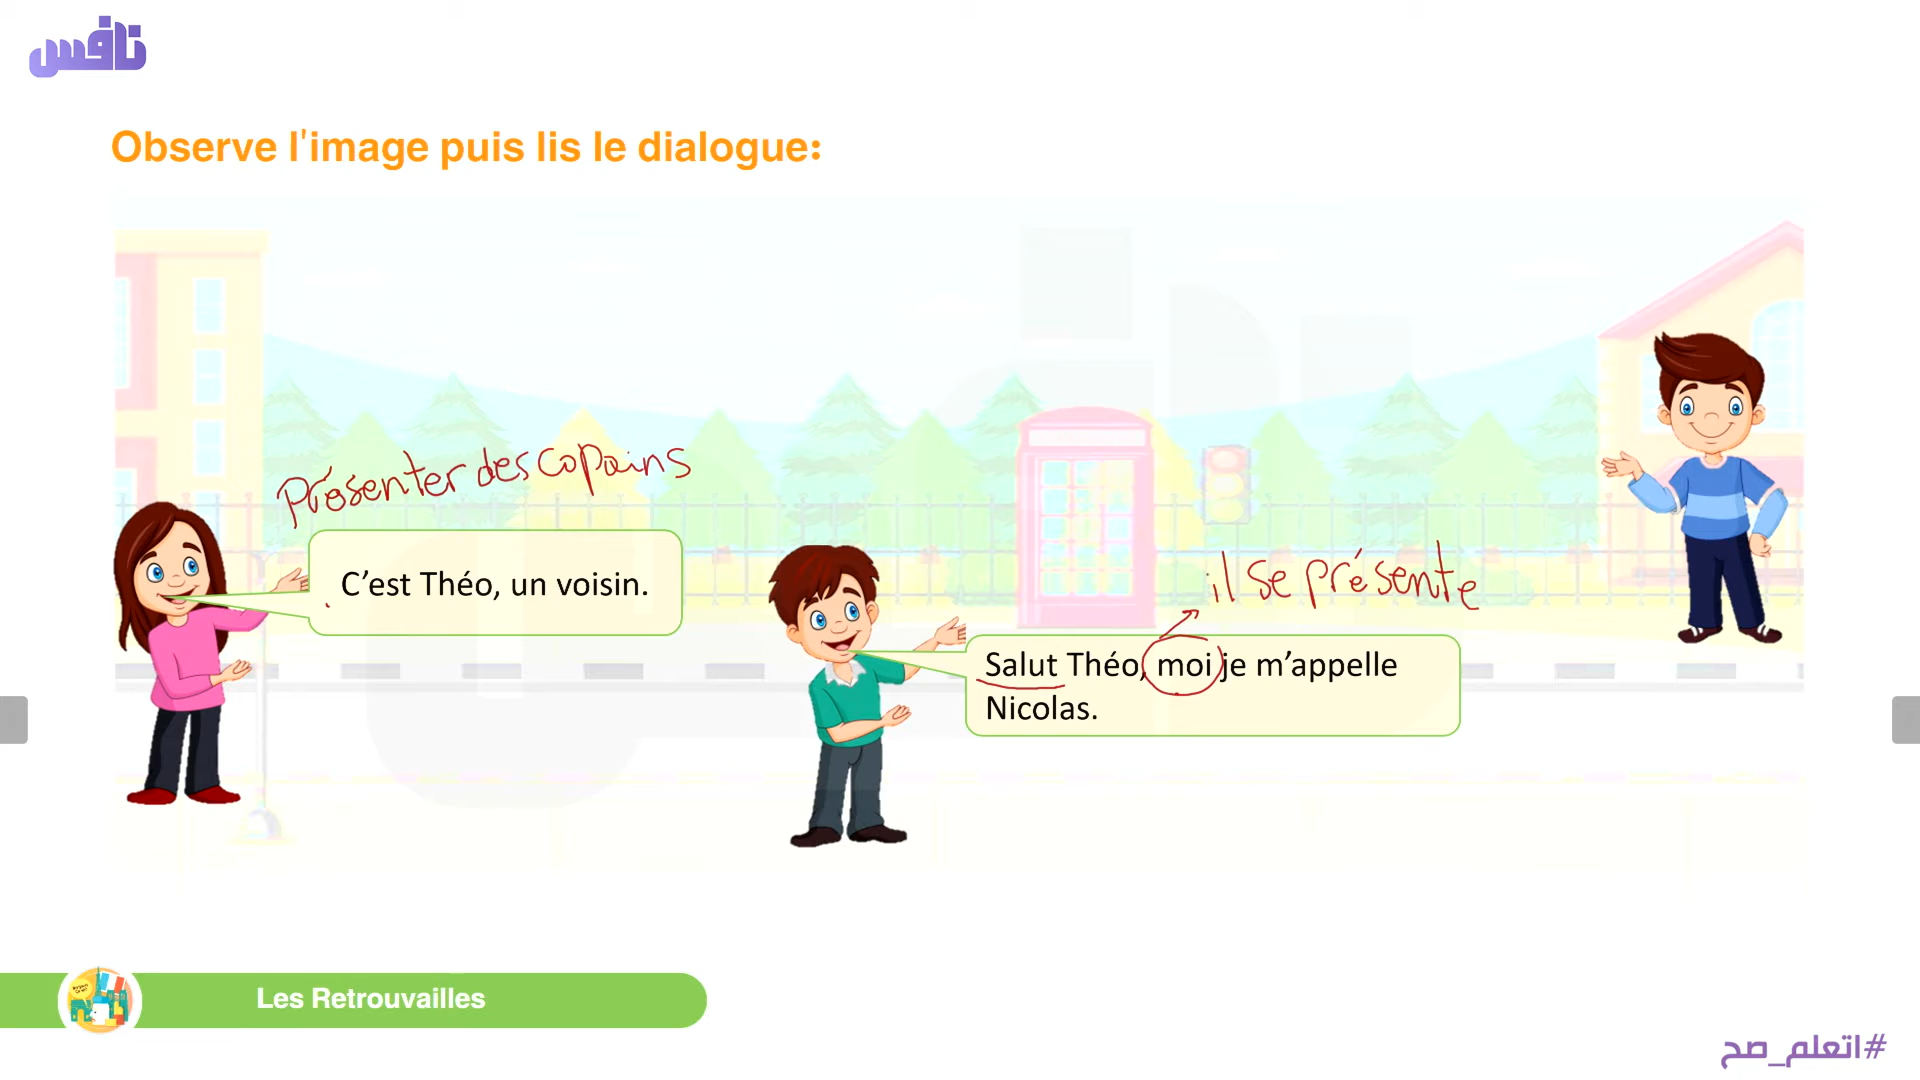 نافس
Observe l'image puis lis le dialogue:
Présenter des copains
C’est Théo, un voisin.
il se présente
Salut Théo, moi je m’appelle
Nicolas.
Les Retrouvailles
#اتعلم_صح